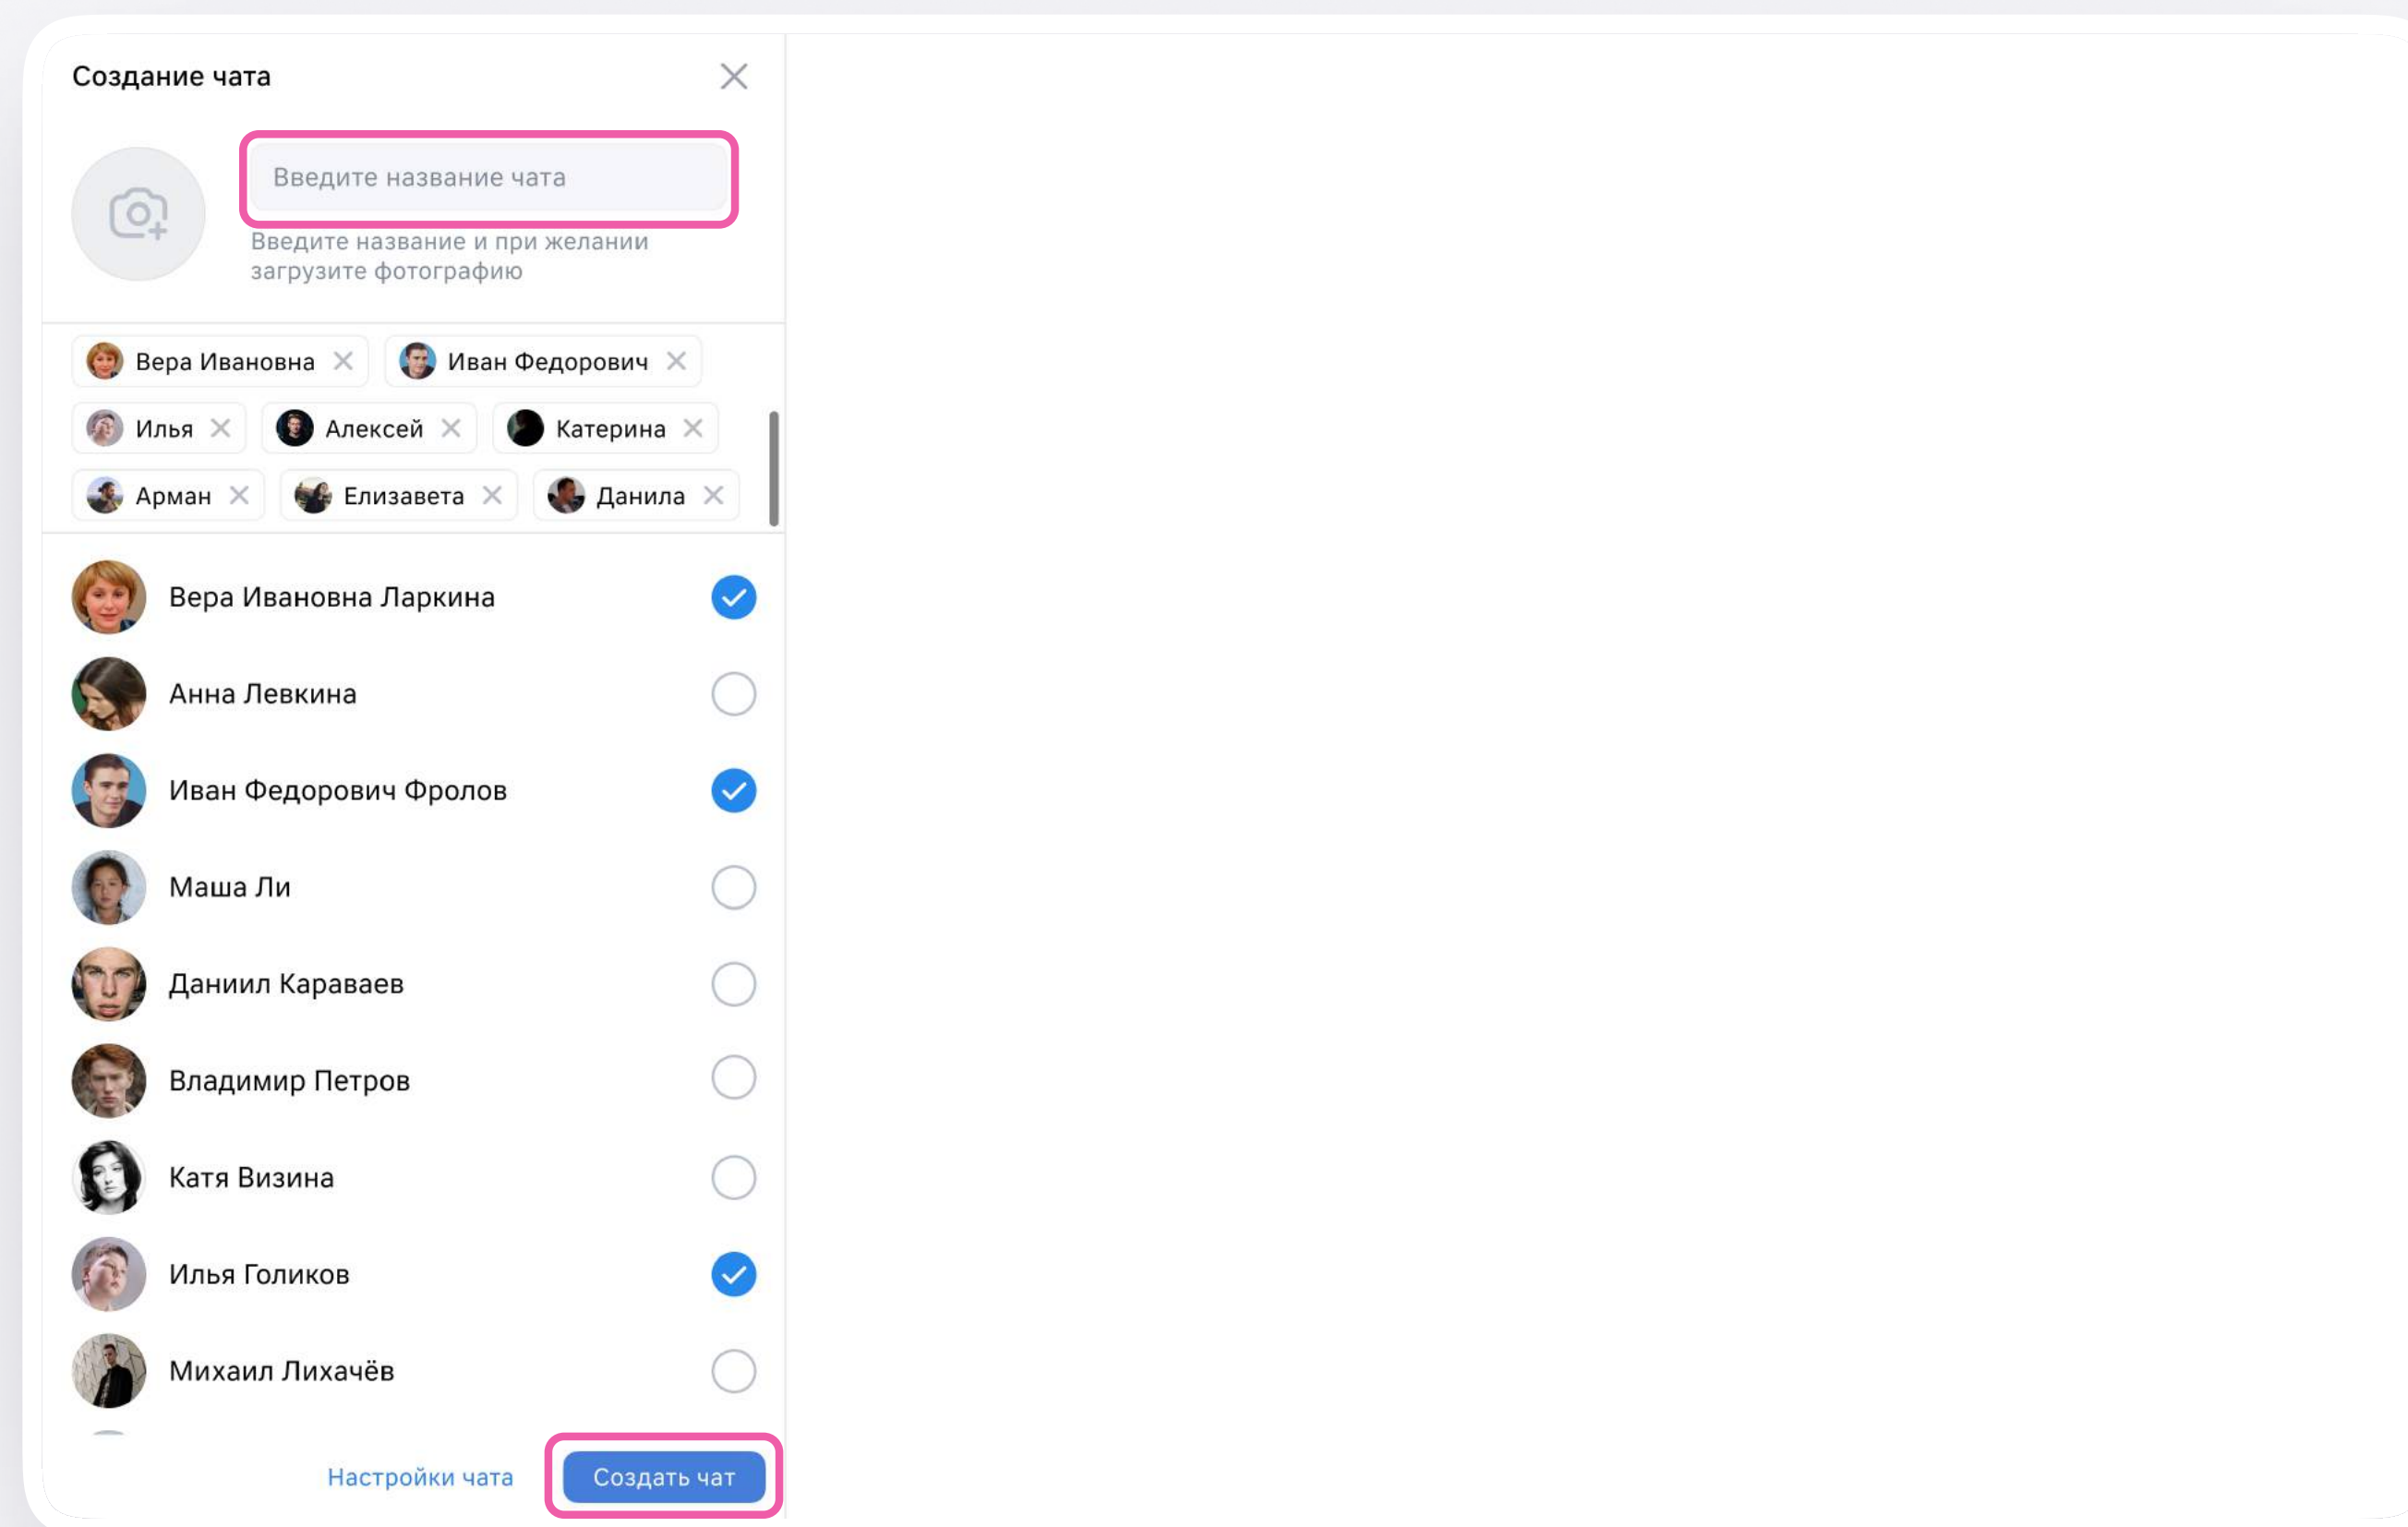 Создание чата
Введите название чата
Введите название и при желании
загрузите фотографию
Вера Ивановна Иван Федорович
Илья Алексей Катерина
Арман Елизавета Данила
Вера Ивановна Ларкина
Анна Левкина
Иван Федорович Фролов
Маша Ли
Даниил Караваев
Владимир Петров
Катя Визина
Илья Голиков
Михаил Лихачёв
Настройки чата Создать чат